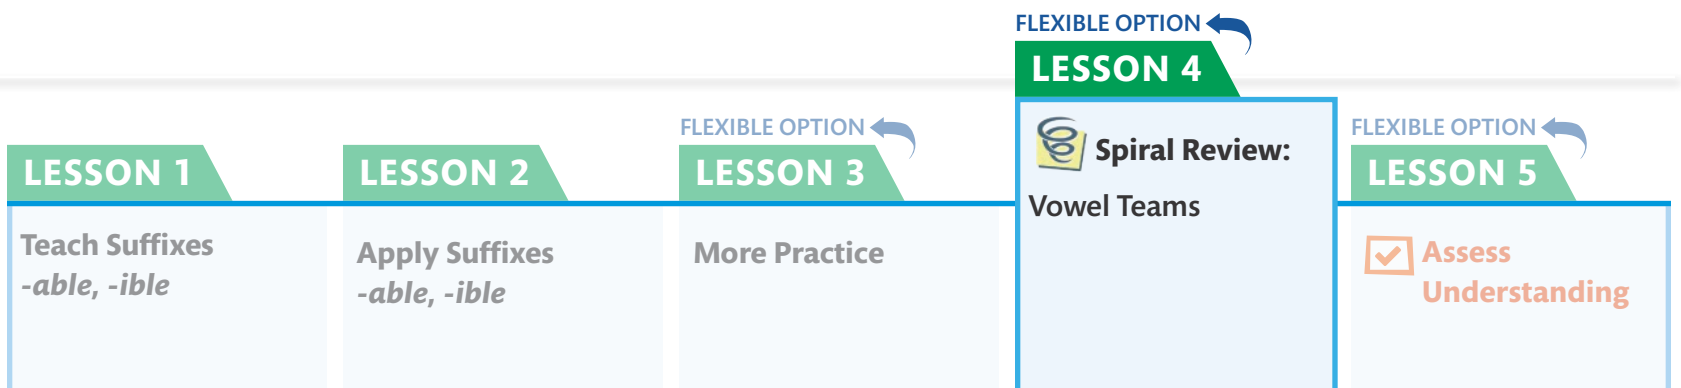 LESSON 1
Teach Suffixes
-able, -ible
LESSON 2
Apply Suffixes
-able, -ible
FLEXIBLE OPTION
LESSON 3
More Practice
FLEXIBLE OPTION
LESSON 4
Spiral Review:
Vowel Teams
FLEXIBLE OPTION
LESSON 5
Assess
Understanding